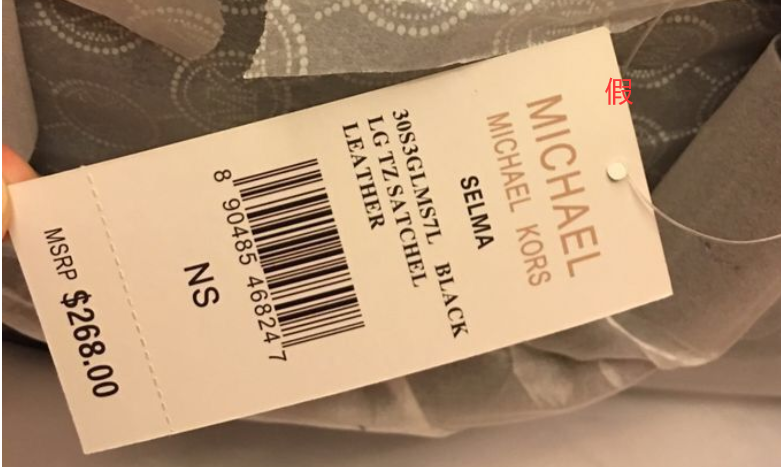 假
MICHAEL
MICHAEL KORS
SELMA
30S3GLMS7L BLACK
LG TZ SATCHEL
LEATHER
8 90485 46824 7
NS
MSRP $268.00